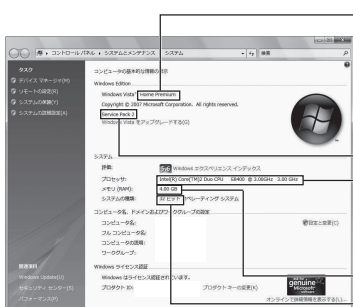 コントロール パネル ▸ システムとメンテナンス ▸ システム
検索
タスク
デバイス マネージャ(M)
リモートの設定(R)
システムの保護(Y)
システムの詳細設定(A)
コンピュータの基本的な情報の表示
Windows Edition
Windows Vista™ Home Premium
Copyright © 2007 Microsoft Corporation. All rights reserved.
Service Pack 2
Windows Vista をアップグレードする(G)
システム
評価:
Windows エクスペリエンス インデックス
プロセッサ:
Intel(R) Core(TM)2 Duo CPU E8400 @ 3.00GHz 3.00 GHz
メモリ (RAM):
4.00 GB
システムの種類:
32 ビット オペレーティング システム
コンピュータ名、ドメインおよびワークグループの設定
コンピュータ名:
設定と変更(C)
フル コンピュータ名:
コンピュータの説明:
ワークグループ:
Windows ライセンス認証
Windows はライセンス認証されています。
プロダクト ID:
プロダクト キーの変更(K)
genuine
Microsoft
software
オンラインで詳細情報を表示する(L)...
関連項目
Windows Update(U)
セキュリティ センター(S)
パフォーマンス(P)